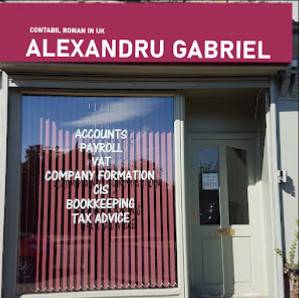 CONTABIL ROMAN IN UK
ALEXANDRU GABRIEL
ACCOUNTS
PAYROLL
VAT
COMPANY FORMATION
CIS
BOOKKEEPING
TAX ADVICE